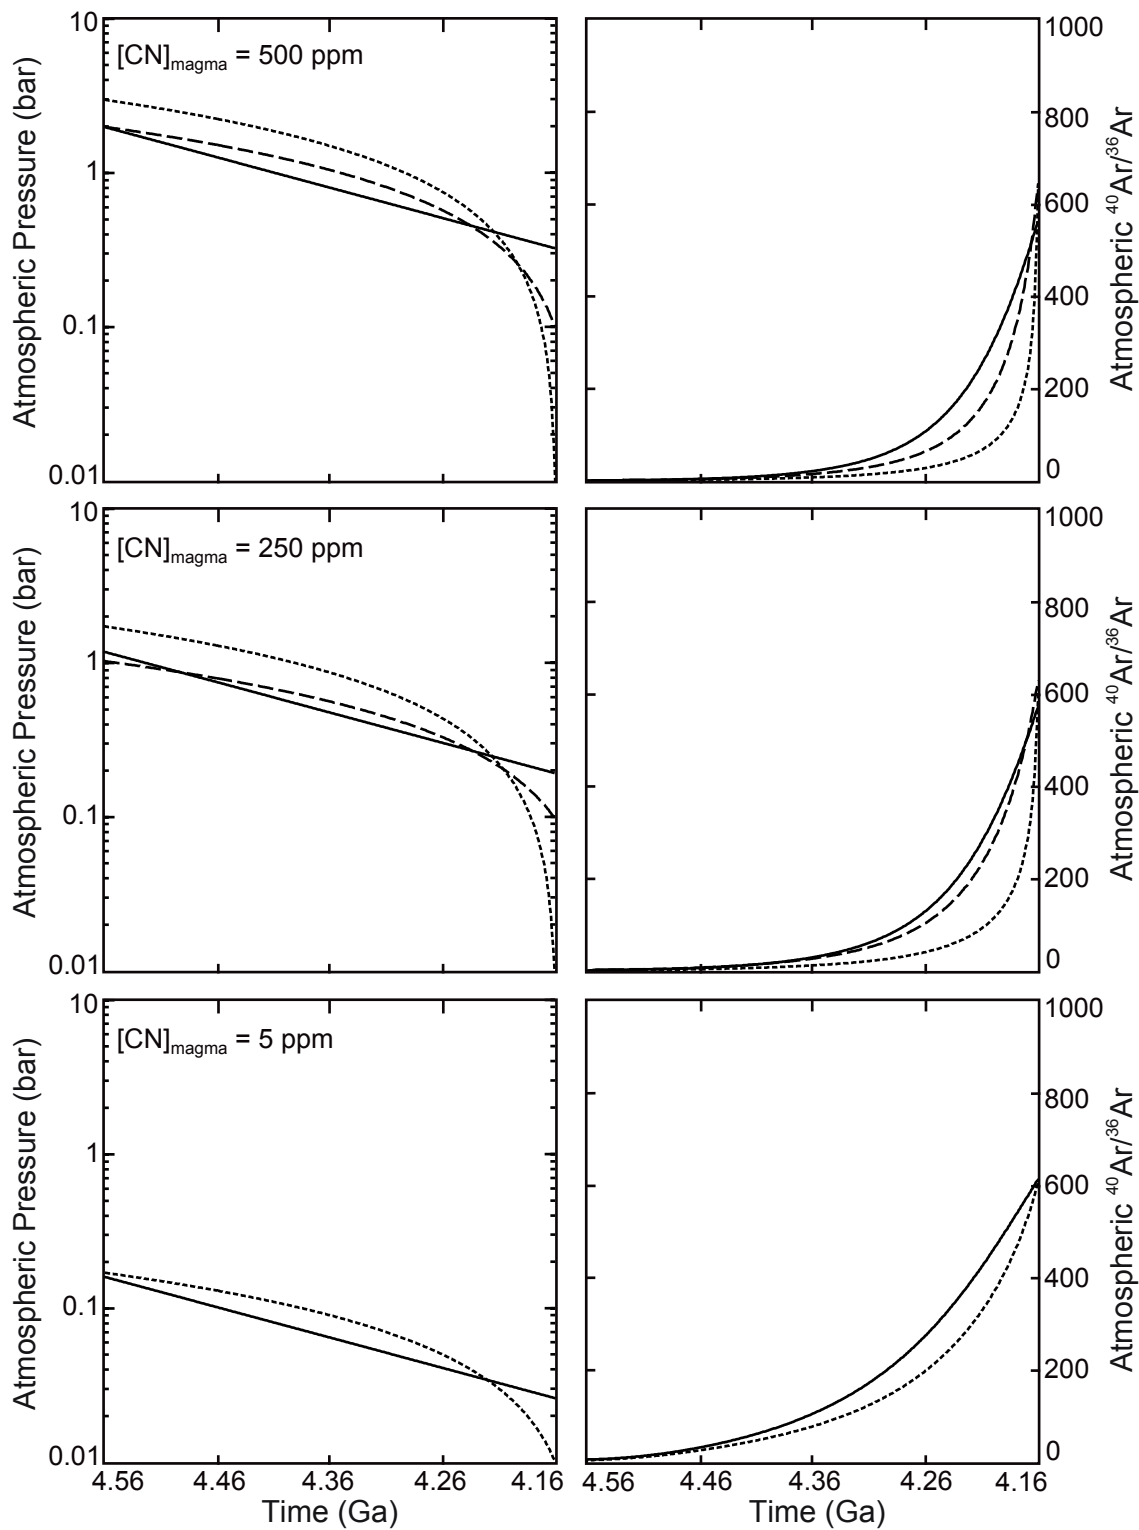 10
1
0.1
0.01
Atmospheric Pressure (bar)
[CN]magma = 500 ppm
1000
800
600
400
200
0
Atmospheric ⁴⁰Ar/³⁶Ar
10
1
0.1
0.01
Atmospheric Pressure (bar)
[CN]magma = 250 ppm
1000
800
600
400
200
0
Atmospheric ⁴⁰Ar/³⁶Ar
10
1
0.1
0.01
Atmospheric Pressure (bar)
[CN]magma = 5 ppm
1000
800
600
400
200
0
Atmospheric ⁴⁰Ar/³⁶Ar
4.56 4.46 4.36 4.26 4.16
Time (Ga)
4.56 4.46 4.36 4.26 4.16
Time (Ga)